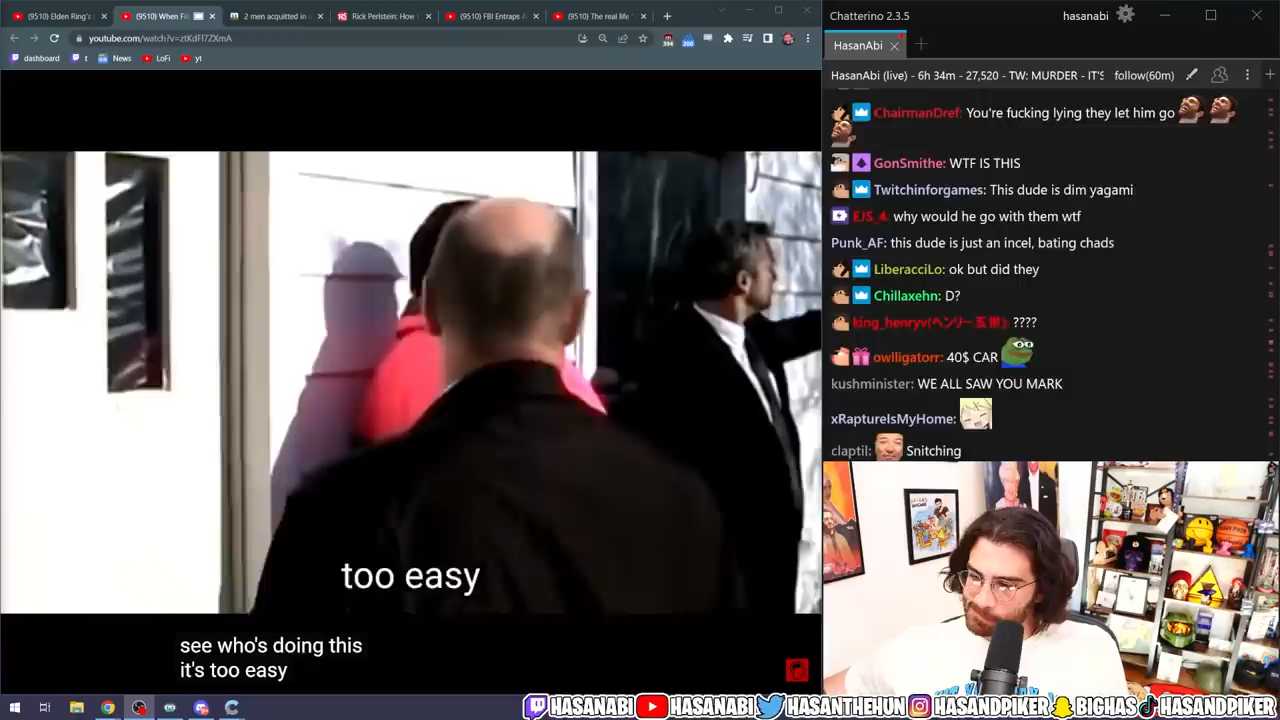 (9510) Elden Ring's
(9510) When Fi
2 men acquitted in
Rick Perlstein: How
(9510) FBI Entraps
(9510) The real life
youtube.com/watch?v=ztKdFl7ZXmA
394
200
dashboard
t
News
LoFi
yt
too easy
see who's doing this
it's too easy
Chatterino 2.3.5
hasanabi
HasanAbi
HasanAbi (live) - 6h 34m - 27,520 - TW: MURDER - IT'S
follow(60m)
ChairmanDref: You're fucking lying they let him go
GonSmithe: WTF IS THIS
Twitchinforgames: This dude is dim yagami
EJS_4: why would he go with them wtf
Punk_AF: this dude is just an incel, bating chads
LiberacciLo: ok but did they
Chillaxehn: D?
king_henryv(ヘンリー五世): ????
owlligatorr: 40$ CAR
kushminister: WE ALL SAW YOU MARK
xRaptureIsMyHome:
claptil: Snitching
HASANABI HASANABI HASANTHEHUN HASANDPIKER BIGHAS HASANDPIKER